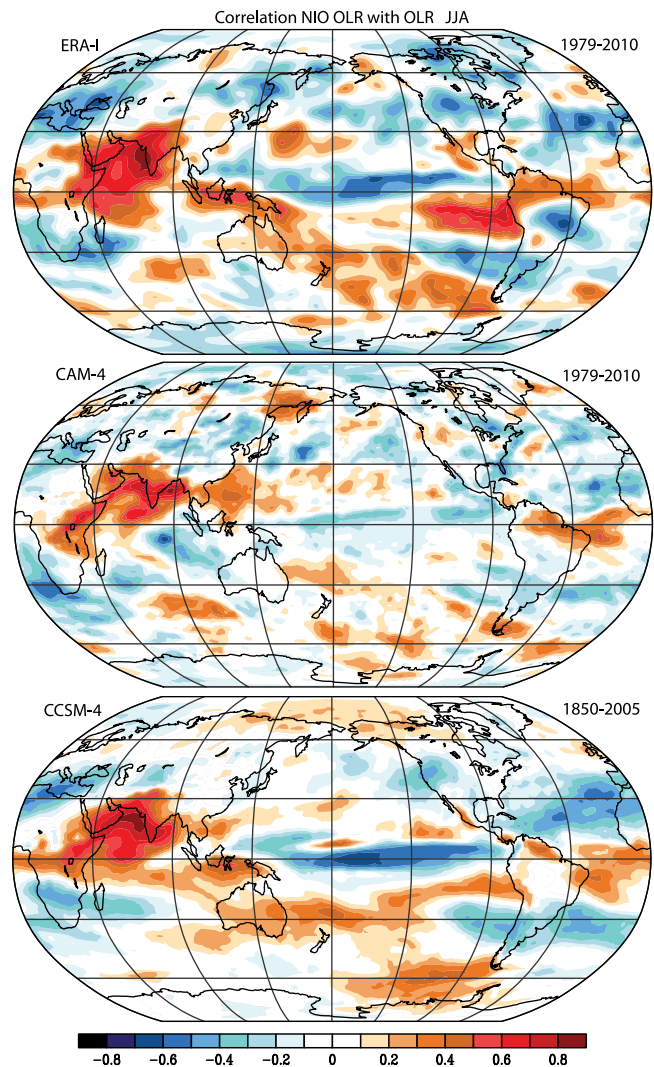 Correlation NIO OLR with OLR JJA
ERA-I 1979-2010
CAM-4 1979-2010
CCSM-4 1850-2005
−0.8 −0.6 −0.4 −0.2 0 0.2 0.4 0.6 0.8